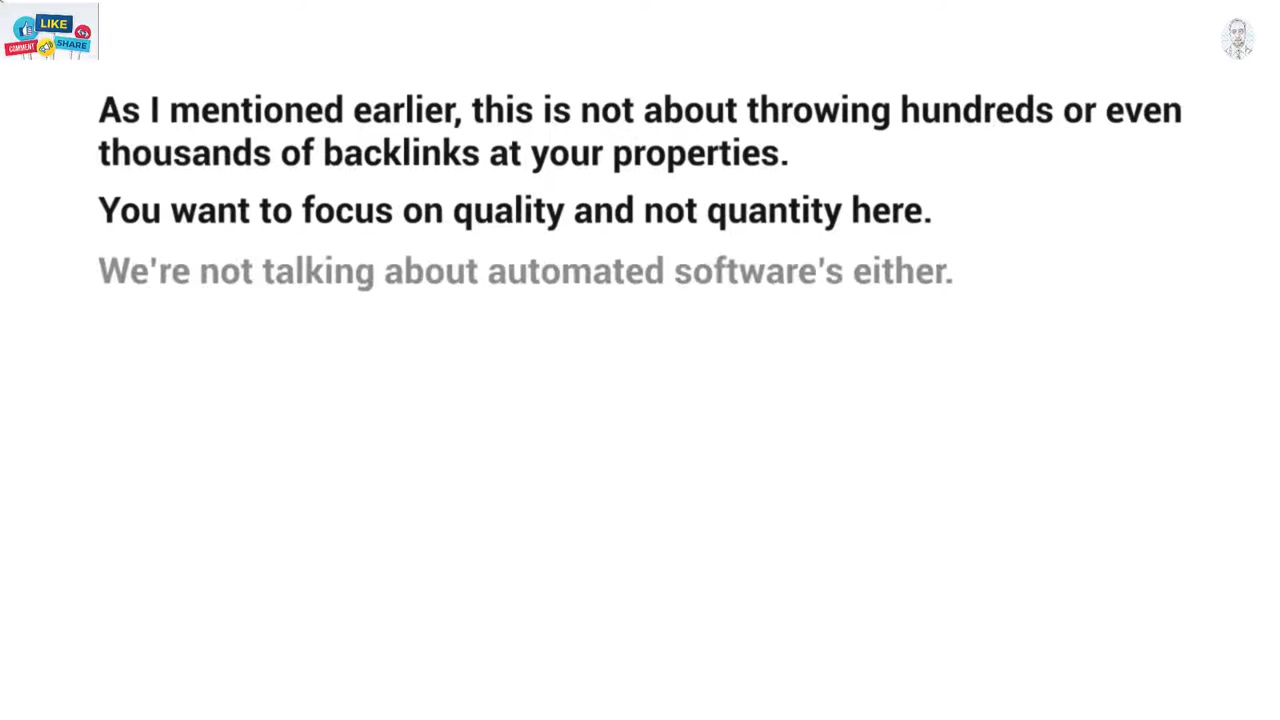 LIKE
COMMENT
SHARE
As I mentioned earlier, this is not about throwing hundreds or even
thousands of backlinks at your properties.
You want to focus on quality and not quantity here.
We're not talking about automated software's either.